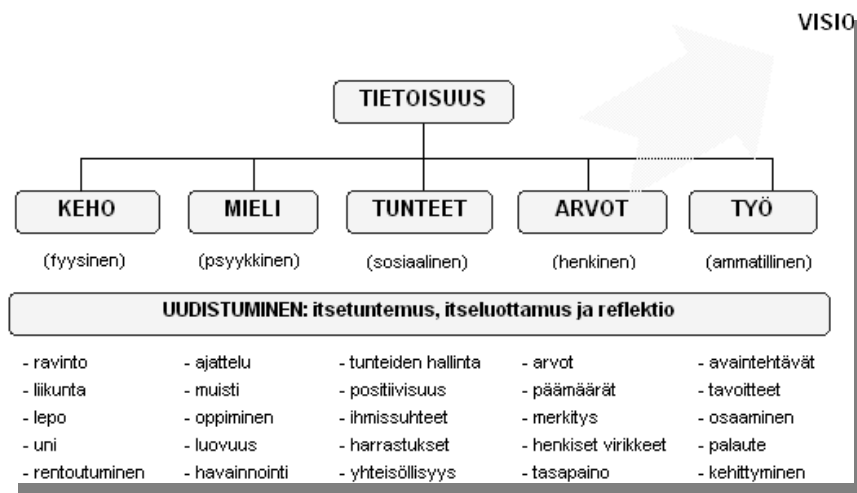 VISIO
TIETOISUUS
KEHO MIELI TUNTEET ARVOT TYÖ
(fyysinen) (psyykkinen) (sosiaalinen) (henkinen) (ammatillinen)
UUDISTUMINEN: itsetuntemus, itseluottamus ja reflektio
- ravinto - ajattelu - tunteiden hallinta - arvot - avaintehtävät
- liikunta - muisti - positiivisuus - päämäärät - tavoitteet
- lepo - oppiminen - ihmissuhteet - merkitys - osaaminen
- uni - luovuus - harrastukset - henkiset virikkeet - palaute
- rentoutuminen - havainnointi - yhteisöllisyys - tasapaino - kehittyminen